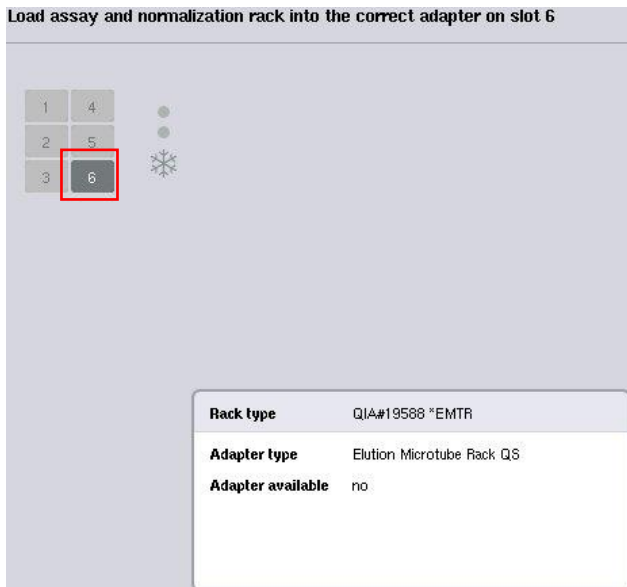 Load assay and normalization rack into the correct adapter on slot 6
1 4
2 5
3 6
Rack type QIA#19588 *EMTR
Adapter type Elution Microtube Rack QS
Adapter available no